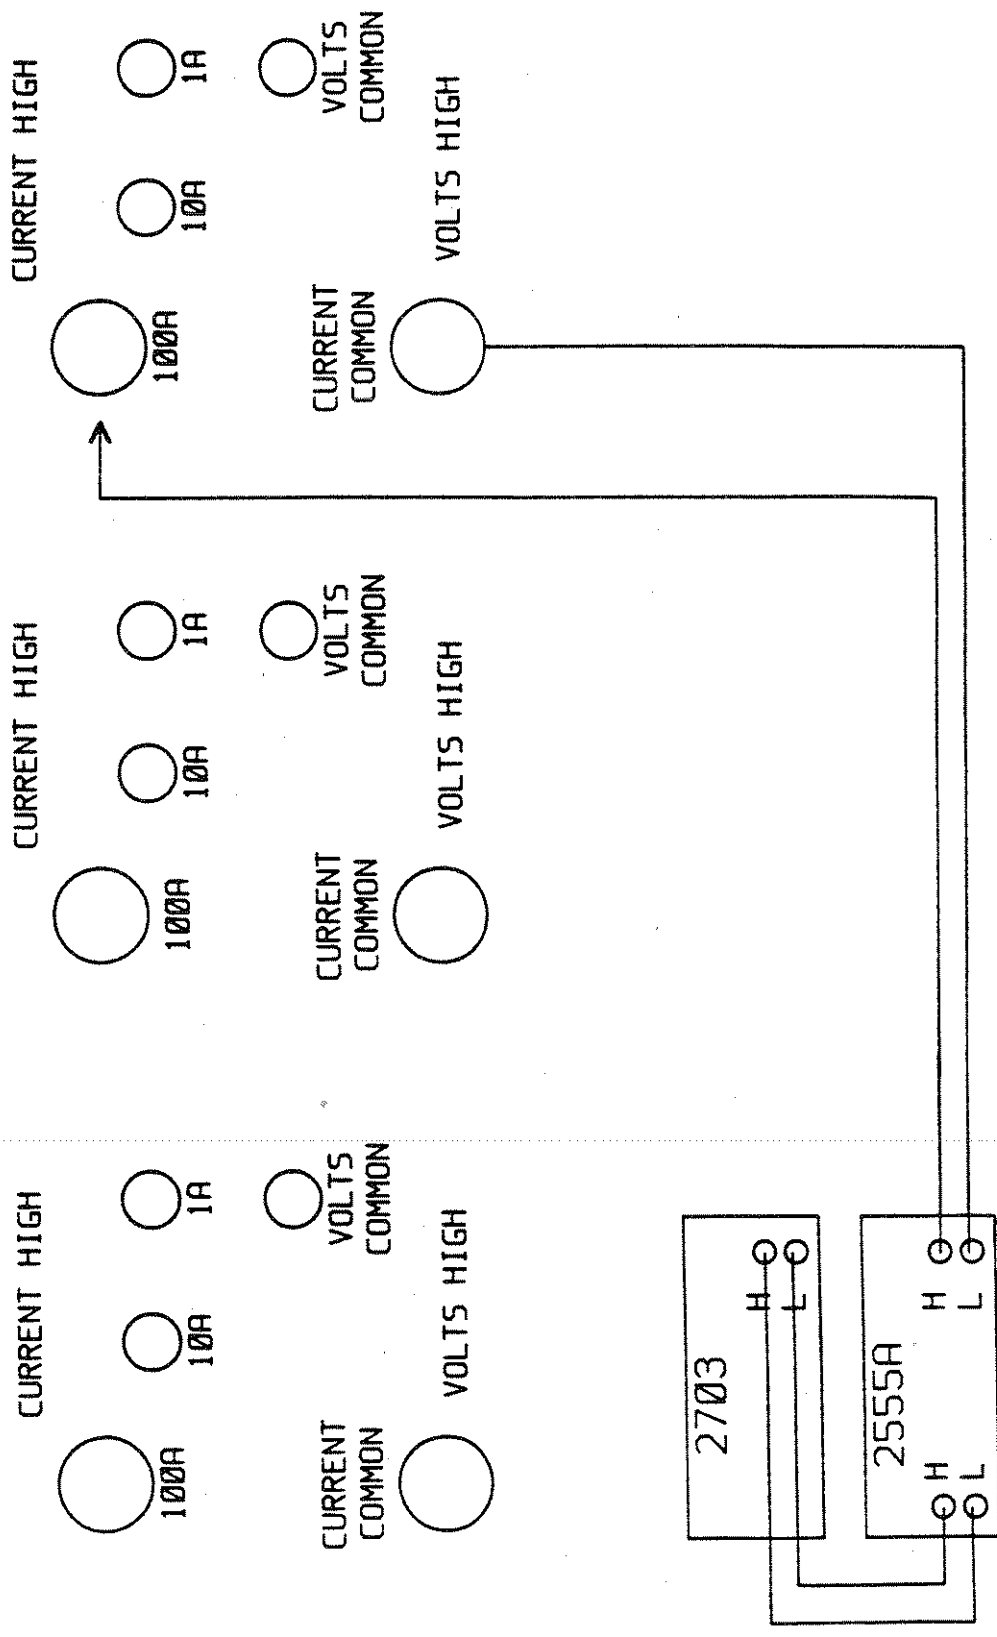 CURRENT HIGH
100A
10A
1A
CURRENT
COMMON
VOLTS
COMMON
VOLTS HIGH
CURRENT HIGH
100A
10A
1A
CURRENT
COMMON
VOLTS
COMMON
VOLTS HIGH
CURRENT HIGH
100A
10A
1A
CURRENT
COMMON
VOLTS
COMMON
VOLTS HIGH
2703
H
L
2555A
H
L
H
L